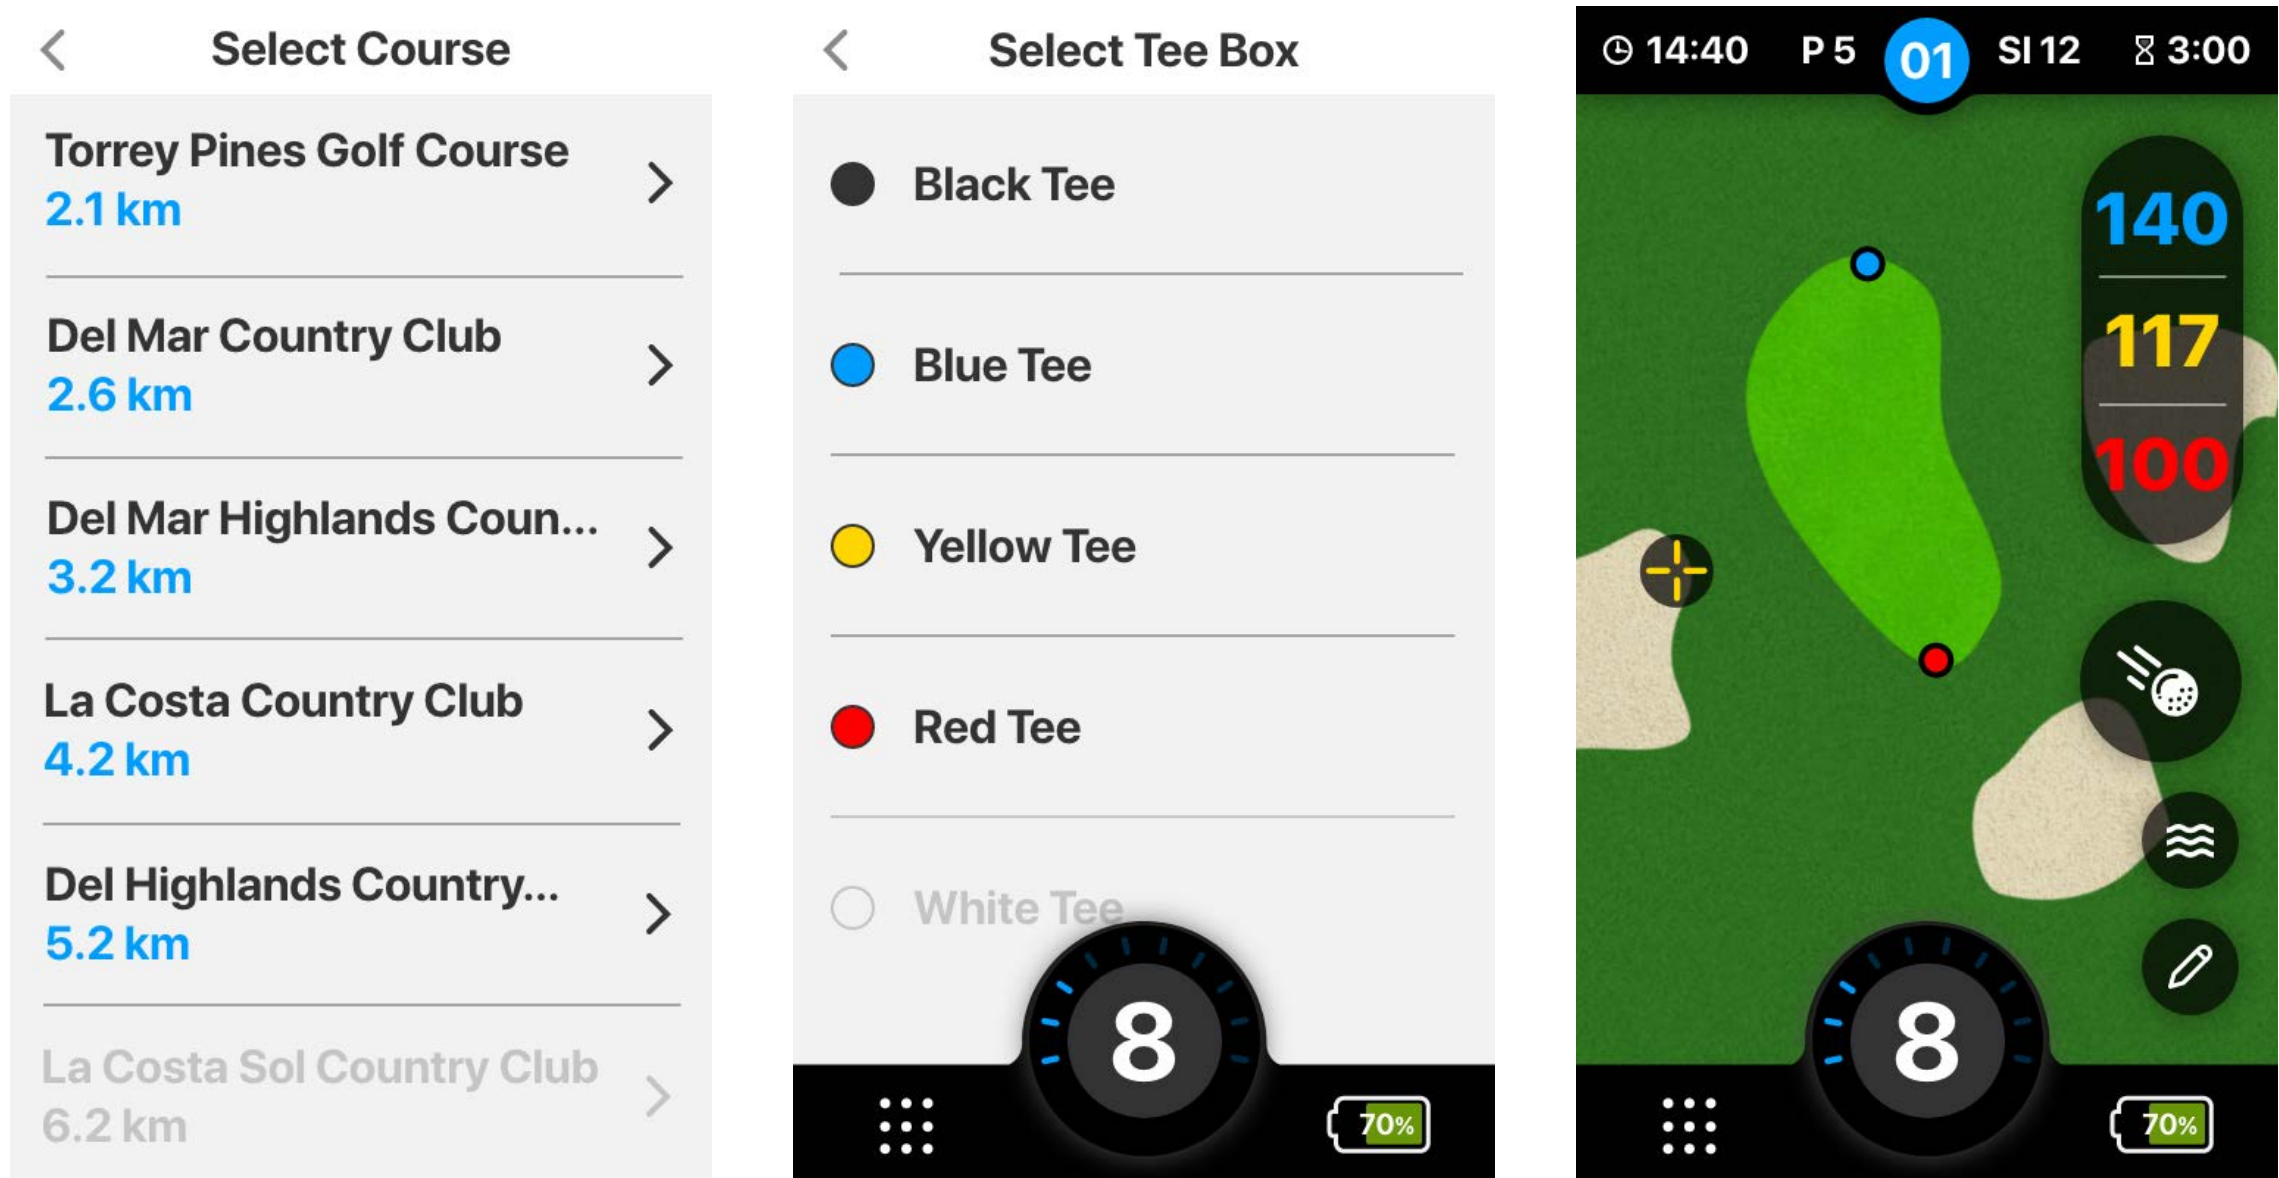 Select Course
Torrey Pines Golf Course
2.1 km
Del Mar Country Club
2.6 km
Del Mar Highlands Coun...
3.2 km
La Costa Country Club
4.2 km
Del Highlands Country...
5.2 km
La Costa Sol Country Club
6.2 km
Select Tee Box
Black Tee
Blue Tee
Yellow Tee
Red Tee
White Tee
8
70%
14:40 P 5 01 SI 12 3:00
140
117
100
8
70%